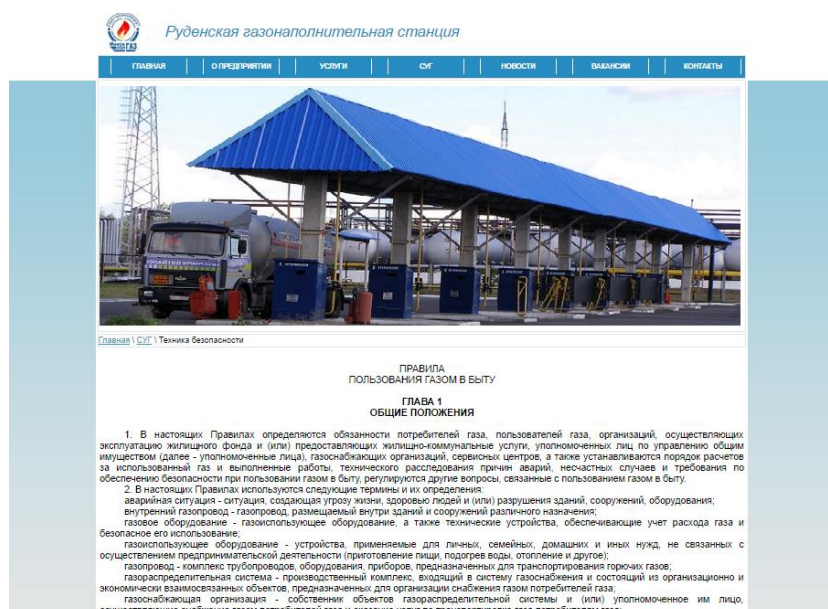 Руденская газонаполнительная станция
ГЛАВНАЯ
О ПРЕДПРИЯТИИ
УСЛУГИ
СУГ
НОВОСТИ
ВАКАНСИИ
КОНТАКТЫ
Главная \ СУГ \ Техника безопасности
ПРАВИЛА
ПОЛЬЗОВАНИЯ ГАЗОМ В БЫТУ
ГЛАВА 1
ОБЩИЕ ПОЛОЖЕНИЯ
1. В настоящих Правилах определяются обязанности потребителей газа, пользователей газа, организаций, осуществляющих
эксплуатацию жилищного фонда и (или) предоставляющих жилищно-коммунальные услуги, уполномоченных лиц по управлению общим
имуществом (далее - уполномоченные лица), газоснабжающих организаций, сервисных центров, а также устанавливаются порядок расчетов
за использованный газ и выполненные работы, технического расследования причин аварий, несчастных случаев и требования по
обеспечению безопасности при пользовании газом в быту, регулируются другие вопросы, связанные с пользованием газом в быту.
2. В настоящих Правилах используются следующие термины и их определения:
аварийная ситуация - ситуация, создающая угрозу жизни, здоровью людей и (или) разрушения зданий, сооружений, оборудования;
внутренний газопровод - газопровод, размещаемый внутри зданий и сооружений различного назначения;
газовое оборудование - газоиспользующее оборудование, а также технические устройства, обеспечивающие учет расхода газа и
безопасное его использование;
газоиспользующее оборудование - устройства, применяемые для личных, семейных, домашних и иных нужд, не связанных с
осуществлением предпринимательской деятельности (приготовление пищи, подогрев воды, отопление и другое);
газопровод - комплекс трубопроводов, оборудования, приборов, предназначенных для транспортирования горючих газов;
газораспределительная система - производственный комплекс, входящий в систему газоснабжения и состоящий из организационно и
экономически взаимосвязанных объектов, предназначенных для организации снабжения газом потребителей газа;
газоснабжающая организация - собственник объектов газораспределительной системы и (или) уполномоченное им лицо,